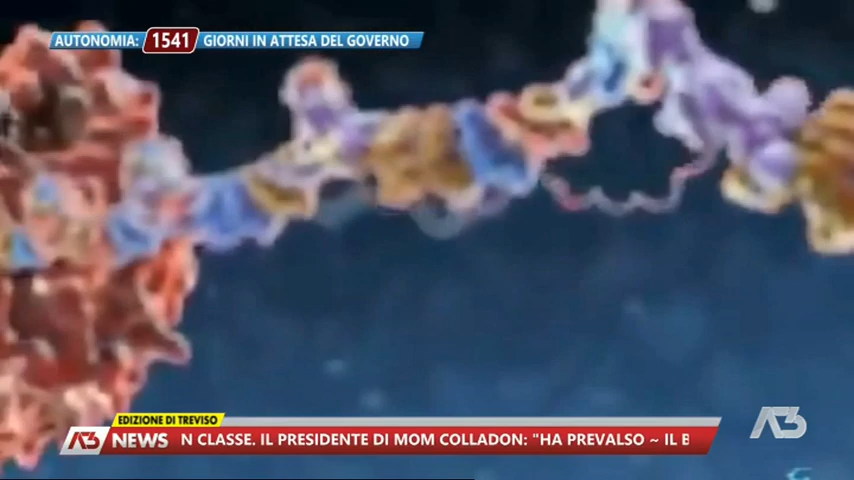 AUTONOMIA: 1541 GIORNI IN ATTESA DEL GOVERNO
EDIZIONE DI TREVISO
A3 NEWS N CLASSE. IL PRESIDENTE DI MOM COLLADON: "HA PREVALSO ~ IL B
A3